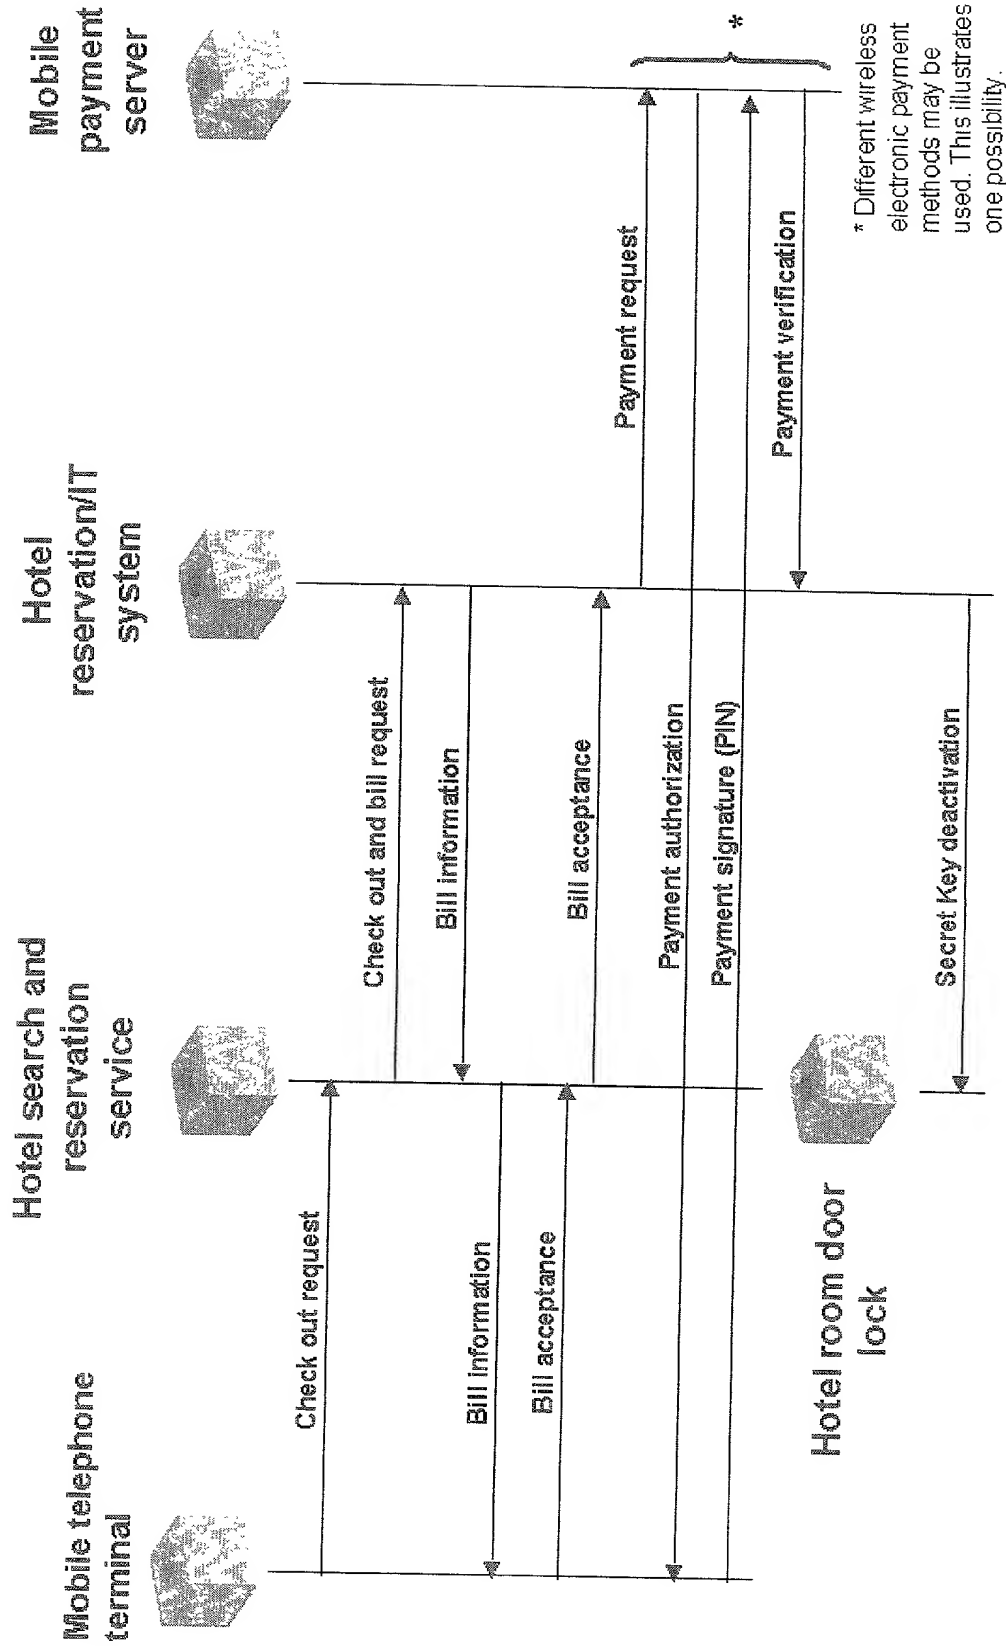 Mobile telephone
terminal
Hotel search and
reservation
service
Hotel
reservation/IT
system
Mobile
payment
server
Check out request
Check out and bill request
Bill information
Bill information
Bill acceptance
Bill acceptance
Payment request
Payment authorization
Payment signature (PIN)
Payment verification
*
Hotel room door
lock
Secret Key deactivation
* Different wireless
electronic payment
methods may be
used. This illustrates
one possibility.